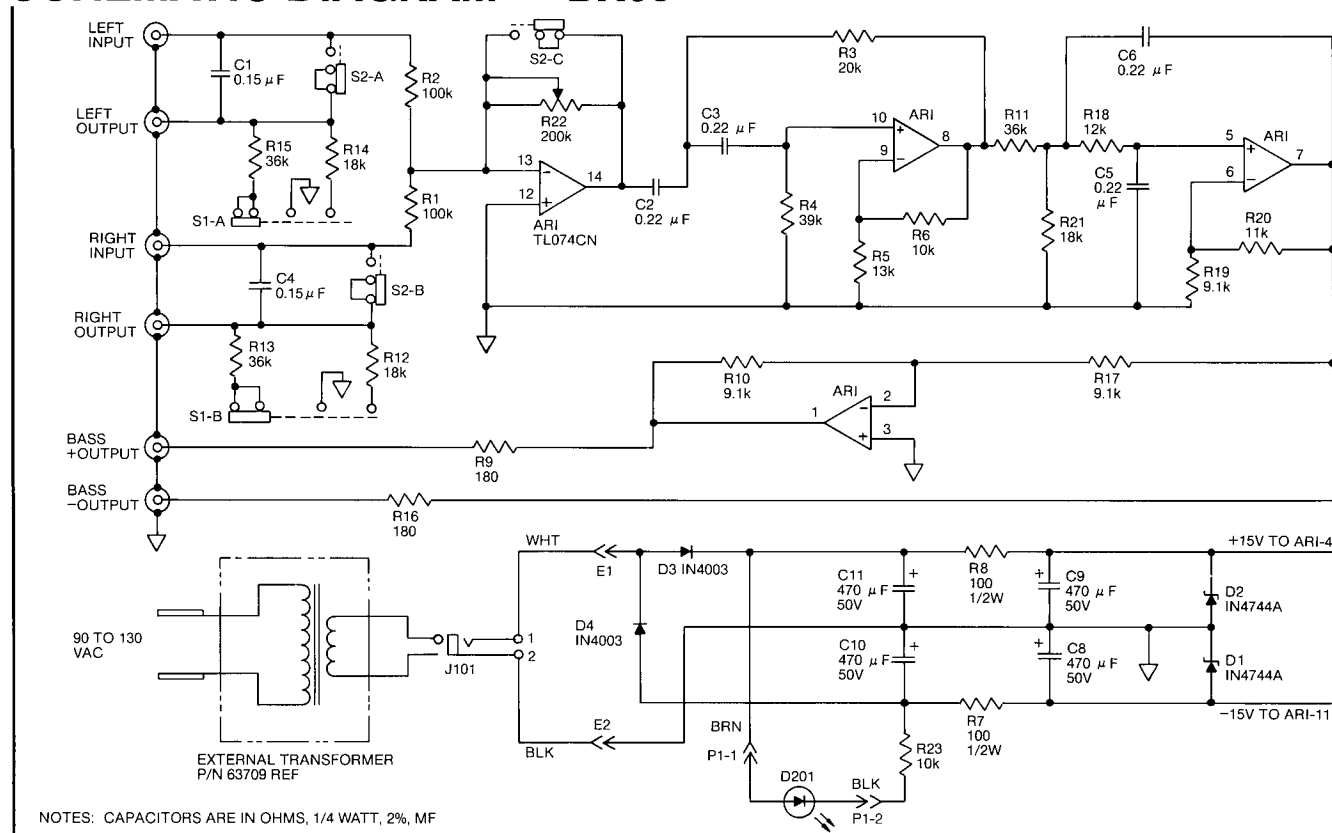 LEFT
INPUT
C1
0.15 µF
S2-A
R2
100k
LEFT
OUTPUT
R15
36k
R14
18k
S1-A
R1
100k
RIGHT
INPUT
C4
0.15 µF
S2-B
RIGHT
OUTPUT
R13
36k
R12
18k
S1-B
S2-C
R22
200k
13
12
14
ARI
TL074CN
C2
0.22 µF
C3
0.22 µF
R3
20k
10
9
ARI
8
R4
39k
R6
10k
R5
13k
R11
36k
R18
12k
C6
0.22 µF
C5
0.22
µF
R21
18k
5
6
ARI
7
R20
11k
R19
9.1k
R10
9.1k
R17
9.1k
ARI
1
2
3
BASS
+OUTPUT
R9
180
BASS
−OUTPUT
R16
180
WHT
E1
D3 IN4003
D4
IN4003
C11
470 µF
50V
R8
100
1/2W
C9
470 µF
50V
+15V TO ARI-4
D2
IN4744A
90 TO 130
VAC
J101
1
2
C10
470 µF
50V
C8
470 µF
50V
D1
IN4744A
E2
BLK
BRN
P1-1
R7
100
1/2W
−15V TO ARI-11
R23
10k
D201
BLK
P1-2
EXTERNAL TRANSFORMER
P/N 63709 REF
NOTES: CAPACITORS ARE IN OHMS, 1/4 WATT, 2%, MF